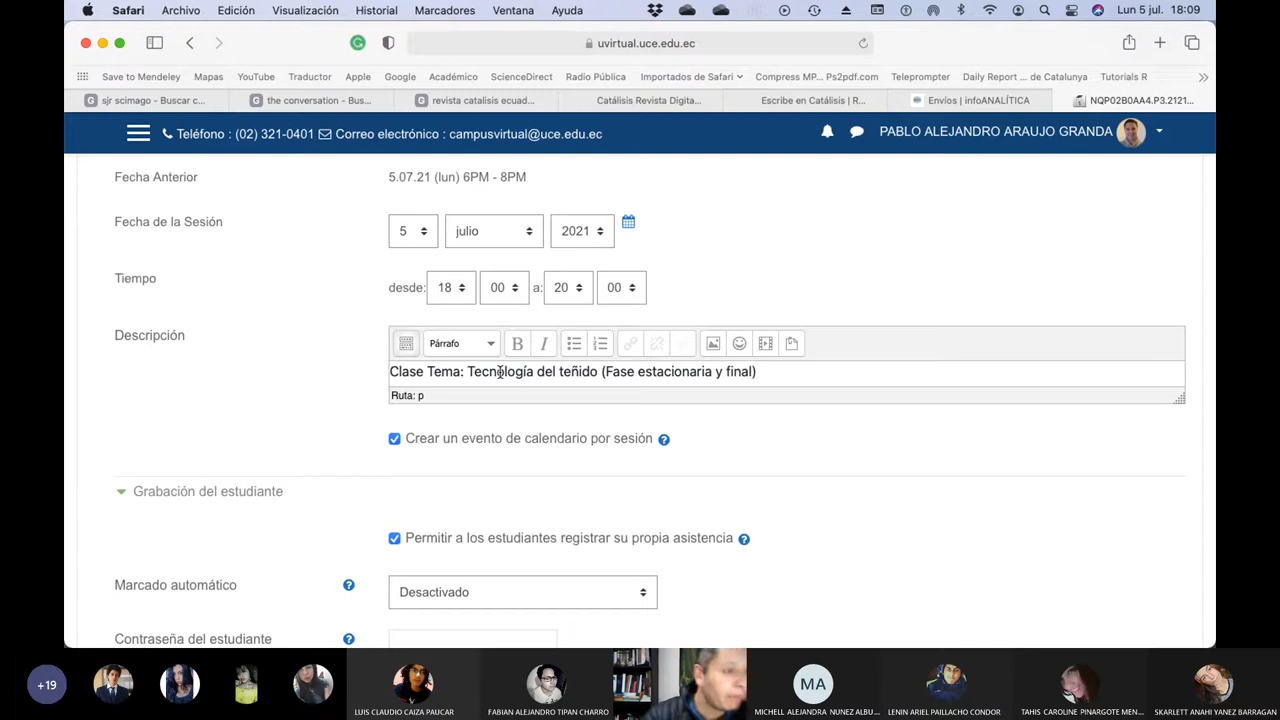 Safari Archivo Edición Visualización Historial Marcadores Ventana Ayuda Lun 5 jul. 18:09
uvirtual.uce.edu.ec
Save to Mendeley Mapas YouTube Traductor Apple Google Académico ScienceDirect Radio Pública Importados de Safari Compress MP... Ps2pdf.com Teleprompter Daily Report ... de Catalunya Tutorials R
sjr scimago - Buscar c... the conversation - Bus... revista catalisis ecuad... Catálisis Revista Digita... Escribe en Catálisis | R... Envíos | infoANALÍTICA NQP02B0AA4.P3.2121...
Teléfono : (02) 321-0401 Correo electrónico : campusvirtual@uce.edu.ec PABLO ALEJANDRO ARAUJO GRANDA
Fecha Anterior 5.07.21 (lun) 6PM - 8PM
Fecha de la Sesión 5 julio 2021
Tiempo desde: 18 00 a: 20 00
Descripción Párrafo B I
Clase Tema: Tecnología del teñido (Fase estacionaria y final)
Ruta: p
Crear un evento de calendario por sesión
Grabación del estudiante
Permitir a los estudiantes registrar su propia asistencia
Marcado automático Desactivado
Contraseña del estudiante
+19 MA
LUIS CLAUDIO CAIZA PAUCAR FABIAN ALEJANDRO TIPAN CHARRO MICHELL ALEJANDRA NUNEZ ALBU... LENIN ARIEL PAILLACHO CONDOR TAHIS CAROLINE PINARGOTE MEN... SKARLETT ANAHI YANEZ BARRAGAN